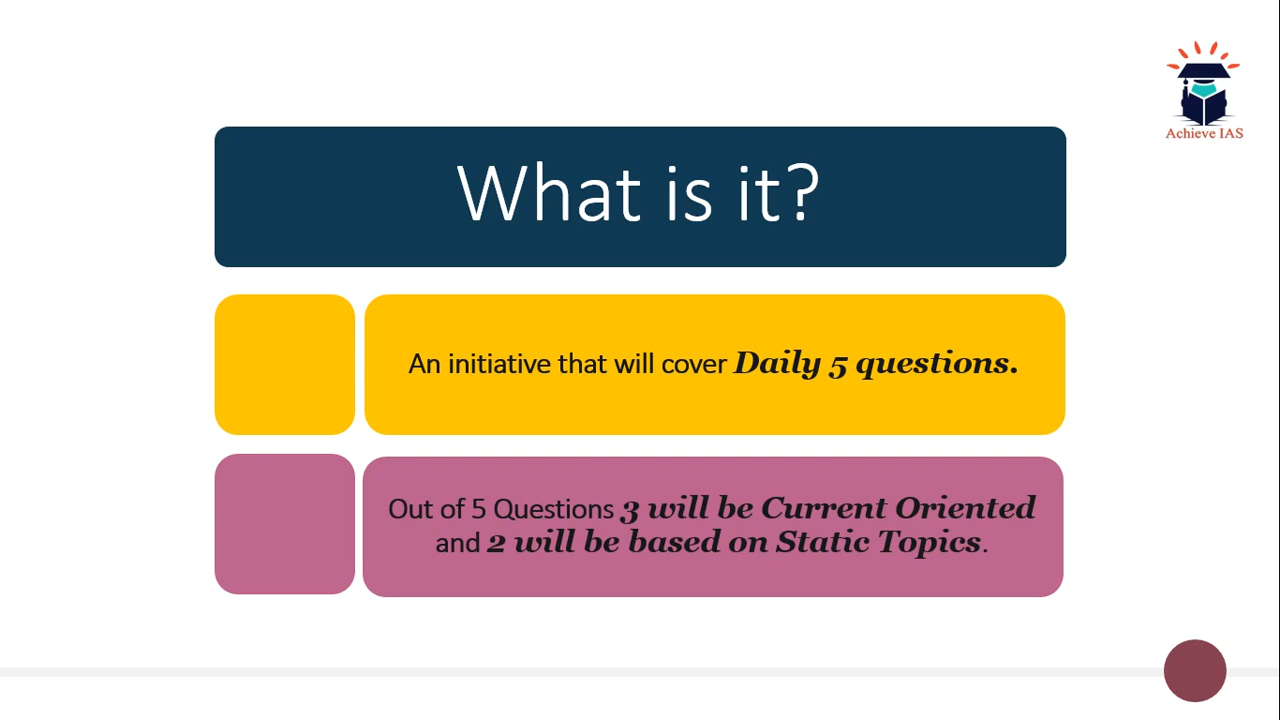 Achieve IAS
What is it?
An initiative that will cover Daily 5 questions.
Out of 5 Questions 3 will be Current Oriented
and 2 will be based on Static Topics.